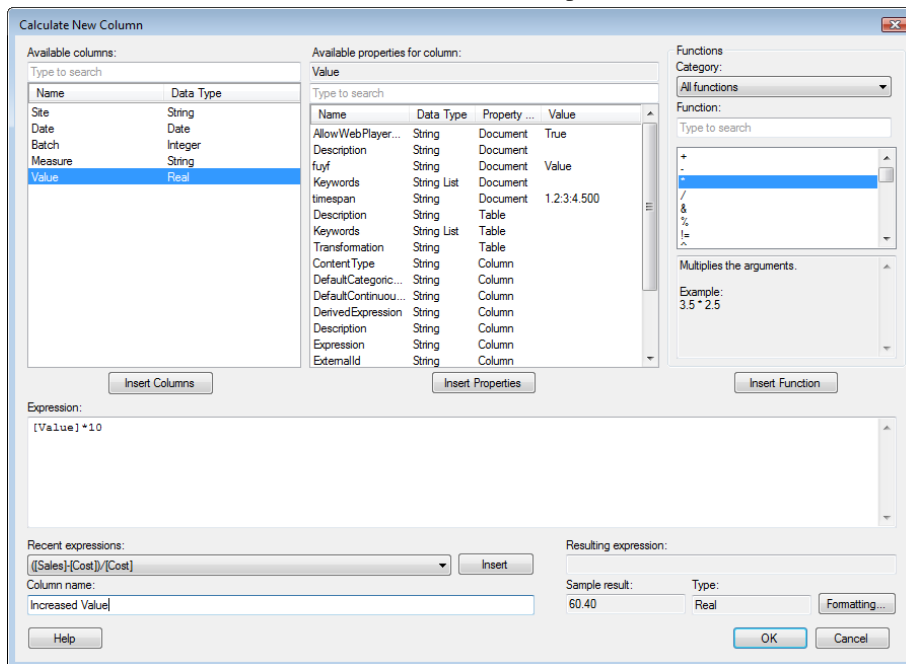 Calculate New Column
Available columns:
Type to search
Name Data Type
Site String
Date Date
Batch Integer
Measure String
Value Real
Insert Columns
Available properties for column:
Value
Type to search
Name Data Type Property ... Value
AllowWebPlayer... String Document True
Description String Document
fuyf String Document Value
Keywords String List Document
timespan String Document 1.2:3:4.500
Description String Table
Keywords String List Table
Transformation String Table
ContentType String Column
DefaultCategoric... String Column
DefaultContinuou... String Column
DerivedExpression String Column
Description String Column
Expression String Column
ExternalId String Column
Insert Properties
Functions
Category:
All functions
Function:
Type to search
+
-
*
/
&
%
!=
^
Multiplies the arguments.
Example:
3.5 * 2.5
Insert Function
Expression:
[Value]*10
Recent expressions:
([Sales]-[Cost])/[Cost]
Insert
Column name:
Increased Value
Resulting expression:
Sample result: Type:
60.40 Real
Formatting...
Help
OK
Cancel